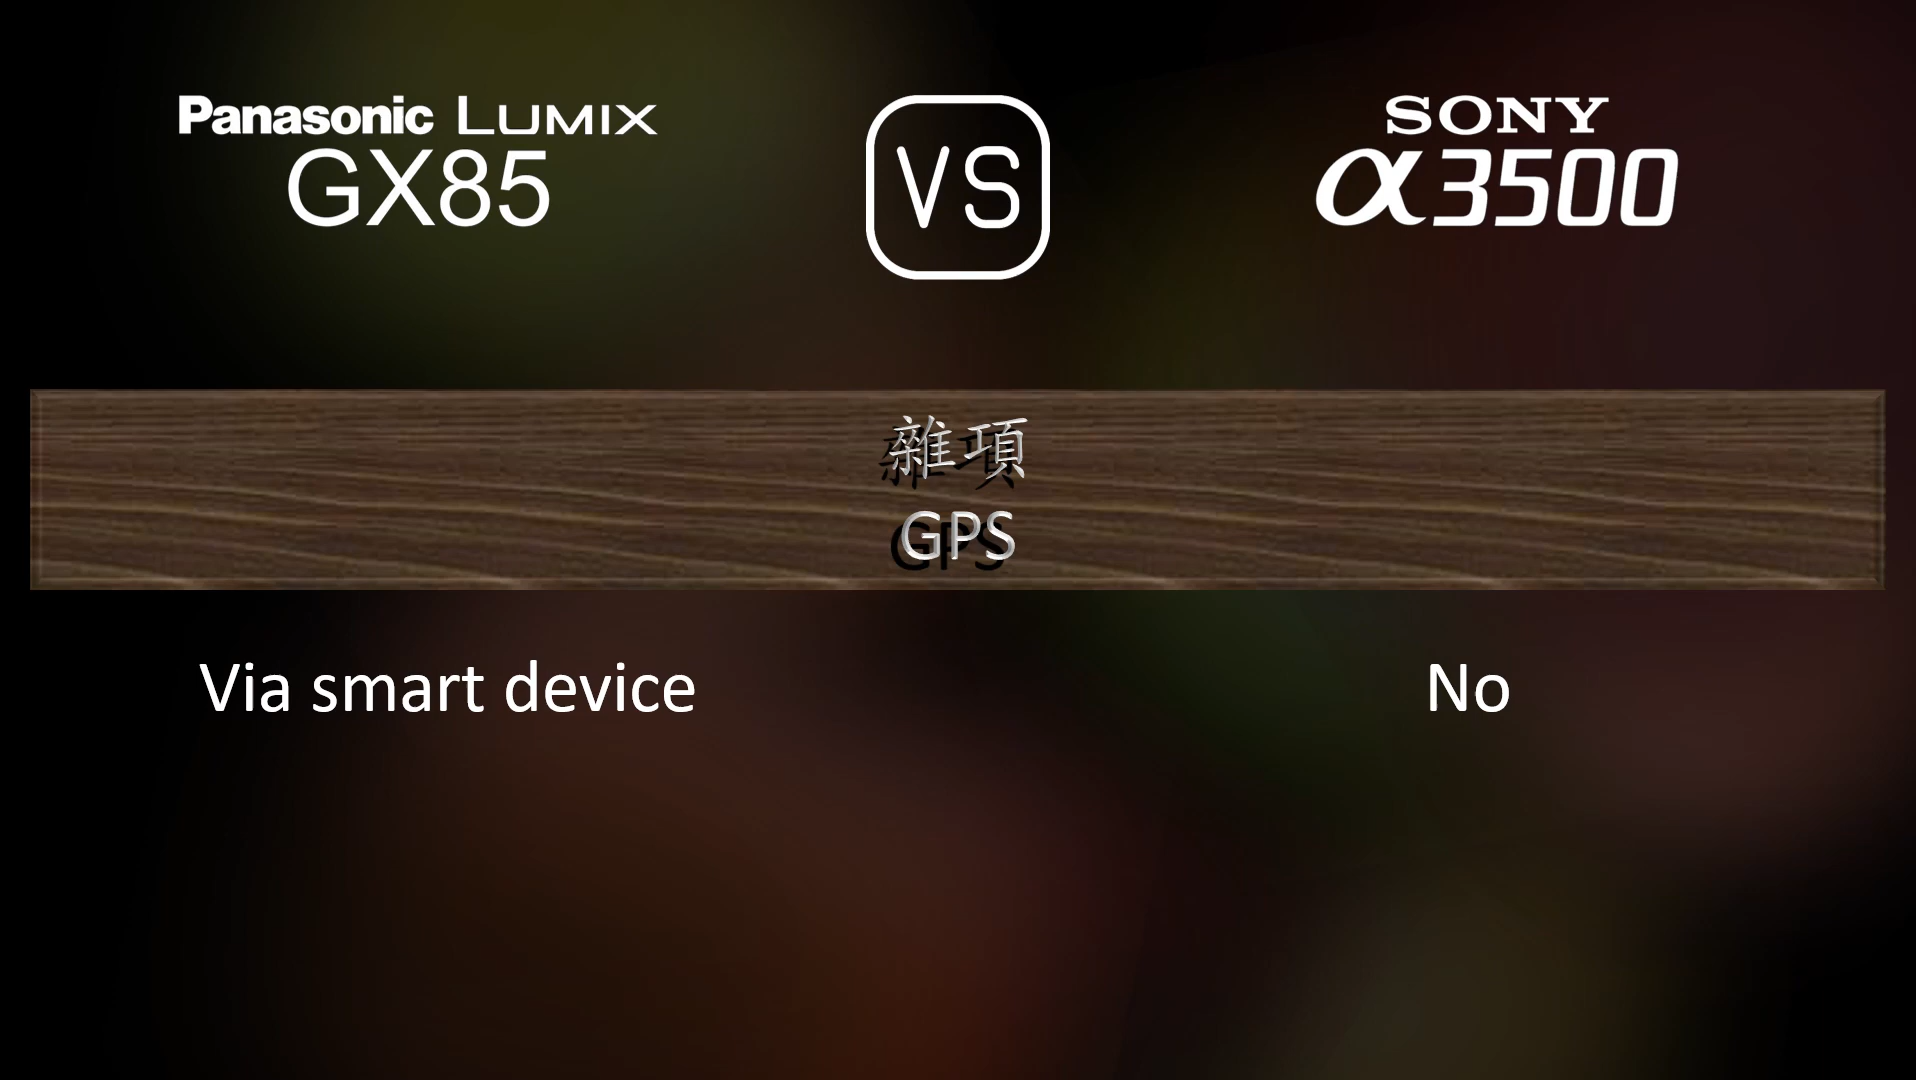 Panasonic LUMIX
GX85
VS
SONY
α3500
雜項
GPS
Via smart device
No